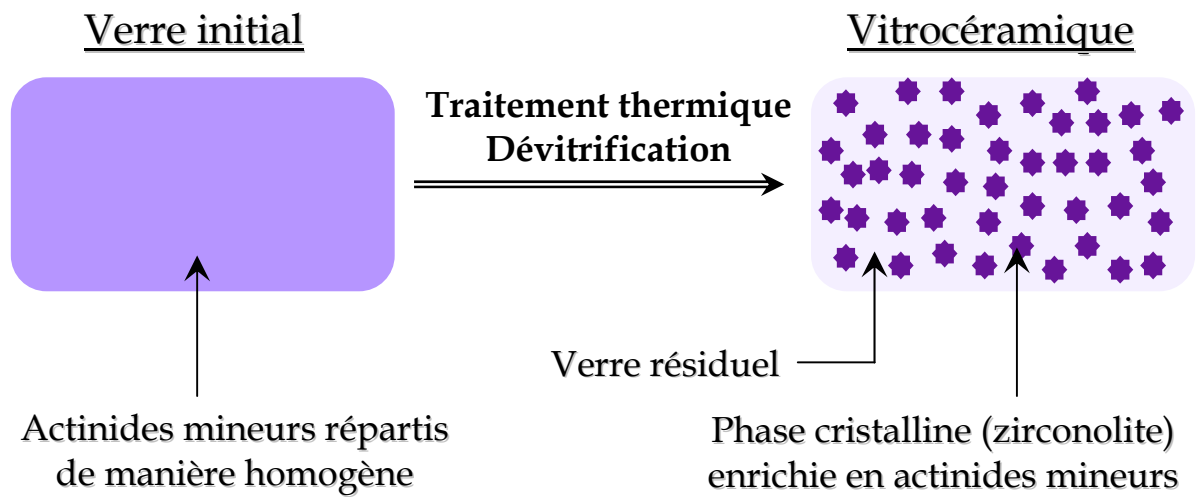 Verre initial
Vitrocéramique
Traitement thermique
Dévitrification
Verre résiduel
Actinides mineurs répartis
de manière homogène
Phase cristalline (zirconolite)
enrichie en actinides mineurs